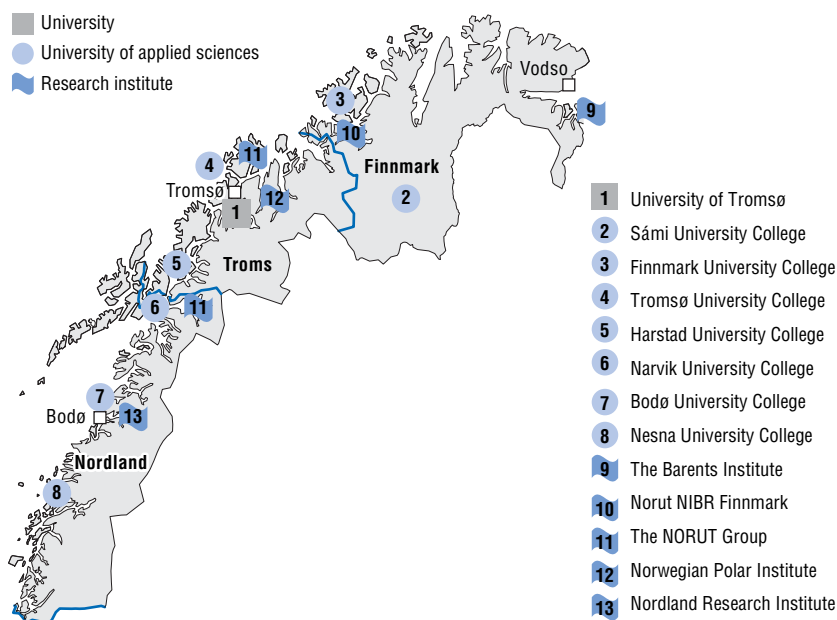 University
University of applied sciences
Research institute
Vodso
3
9
10
11
4
Finnmark
Tromsø
12
2
1
5
Troms
6
11
7
Bodø
13
Nordland
8
1 University of Tromsø
2 Sámi University College
3 Finnmark University College
4 Tromsø University College
5 Harstad University College
6 Narvik University College
7 Bodø University College
8 Nesna University College
9 The Barents Institute
10 Norut NIBR Finnmark
11 The NORUT Group
12 Norwegian Polar Institute
13 Nordland Research Institute